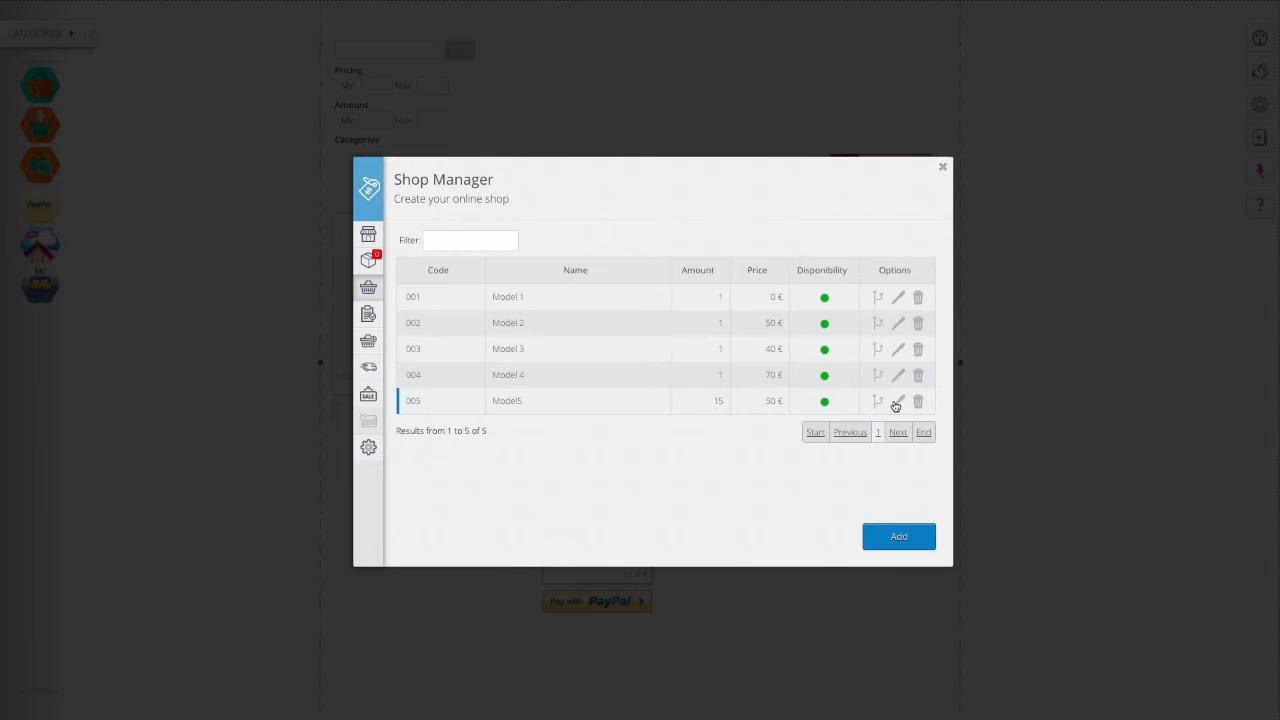 CATEGORIES
Pricing
Min Max
Amount
Min Max
Categories
Shop Manager
Create your online shop
Filter:
0
Code Name Amount Price Disponibility Options
001 Model 1 1 0 €
002 Model 2 1 50 €
003 Model 3 1 40 €
004 Model 4 1 70 €
005 Model5 15 50 €
Results from 1 to 5 of 5 Start Previous 1 Next End
Add
Pay with PayPal
PayPal
?